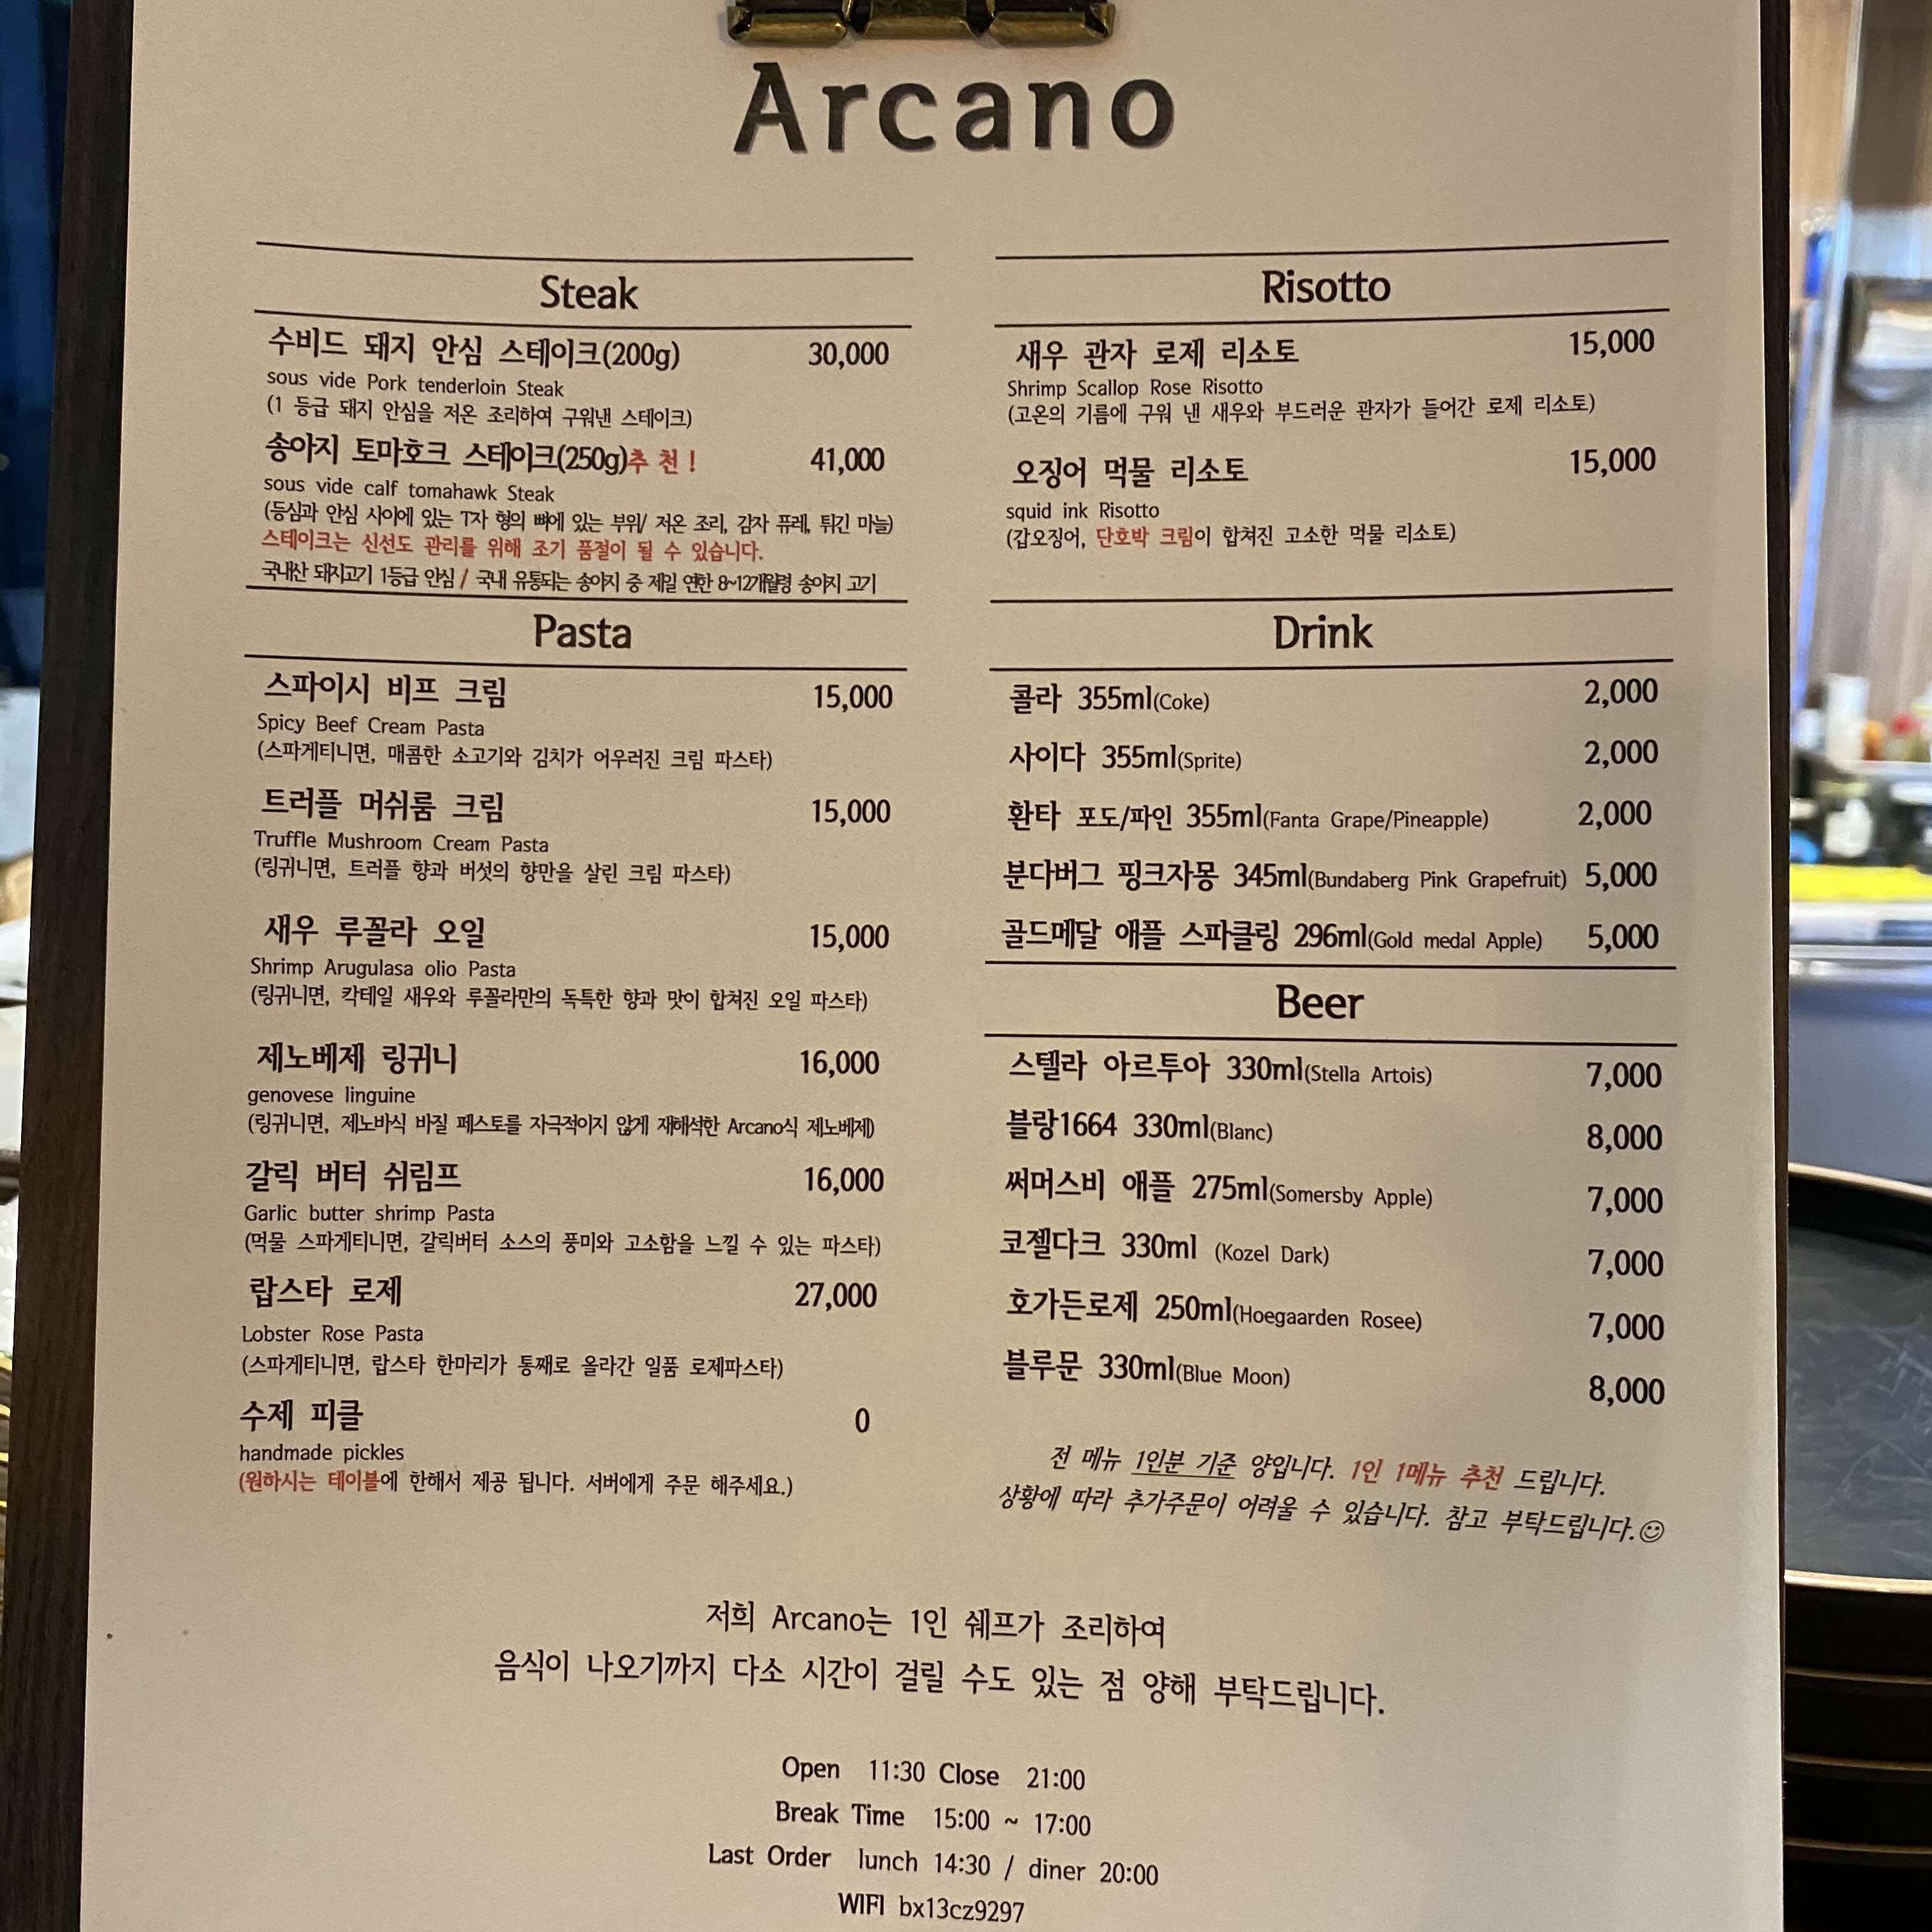 Arcano
Steak
수비드 돼지 안심 스테이크(200g) 30,000
sous vide Pork tenderloin Steak
(1 등급 돼지 안심을 저온 조리하여 구워낸 스테이크)
송아지 토마호크 스테이크(250g)추 천 ! 41,000
sous vide calf tomahawk Steak
(등심과 안심 사이에 있는 T자 형의 뼈에 있는 부위/ 저온 조리, 감자 퓨레, 튀긴 마늘)
스테이크는 신선도 관리를 위해 조기 품절이 될 수 있습니다.
국내산 돼지고기 1등급 안심 / 국내 유통되는 송아지 중 제일 연한 8~12개월령 송아지 고기
Pasta
스파이시 비프 크림 15,000
Spicy Beef Cream Pasta
(스파게티니면, 매콤한 소고기와 김치가 어우러진 크림 파스타)
트러플 머쉬룸 크림 15,000
Truffle Mushroom Cream Pasta
(링귀니면, 트러플 향과 버섯의 향만을 살린 크림 파스타)
새우 루꼴라 오일 15,000
Shrimp Arugulasa olio Pasta
(링귀니면, 칵테일 새우와 루꼴라만의 독특한 향과 맛이 합쳐진 오일 파스타)
제노베제 링귀니 16,000
genovese linguine
(링귀니면, 제노바식 바질 페스토를 자극적이지 않게 재해석한 Arcano식 제노베제)
갈릭 버터 쉬림프 16,000
Garlic butter shrimp Pasta
(먹물 스파게티니면, 갈릭버터 소스의 풍미와 고소함을 느낄 수 있는 파스타)
랍스타 로제 27,000
Lobster Rose Pasta
(스파게티니면, 랍스타 한마리가 통째로 올라간 일품 로제파스타)
수제 피클 0
handmade pickles
(원하시는 테이블에 한해서 제공 됩니다. 서버에게 주문 해주세요.)
Risotto
새우 관자 로제 리소토 15,000
Shrimp Scallop Rose Risotto
(고온의 기름에 구워 낸 새우와 부드러운 관자가 들어간 로제 리소토)
오징어 먹물 리소토 15,000
squid ink Risotto
(갑오징어, 단호박 크림이 합쳐진 고소한 먹물 리소토)
Drink
콜라 355ml(Coke) 2,000
사이다 355ml(Sprite) 2,000
환타 포도/파인 355ml(Fanta Grape/Pineapple) 2,000
분다버그 핑크자몽 345ml(Bundaberg Pink Grapefruit) 5,000
골드메달 애플 스파클링 296ml(Gold medal Apple) 5,000
Beer
스텔라 아르투아 330ml(Stella Artois) 7,000
블랑1664 330ml(Blanc) 8,000
써머스비 애플 275ml(Somersby Apple) 7,000
코젤다크 330ml (Kozel Dark) 7,000
호가든로제 250ml(Hoegaarden Rosee) 7,000
블루문 330ml(Blue Moon) 8,000
전 메뉴 1인분 기준 양입니다. 1인 1메뉴 추천 드립니다.
상황에 따라 추가주문이 어려울 수 있습니다. 참고 부탁드립니다.☺
저희 Arcano는 1인 쉐프가 조리하여
음식이 나오기까지 다소 시간이 걸릴 수도 있는 점 양해 부탁드립니다.
Open 11:30 Close 21:00
Break Time 15:00 ~ 17:00
Last Order lunch 14:30 / diner 20:00
WIFI bx13cz9297